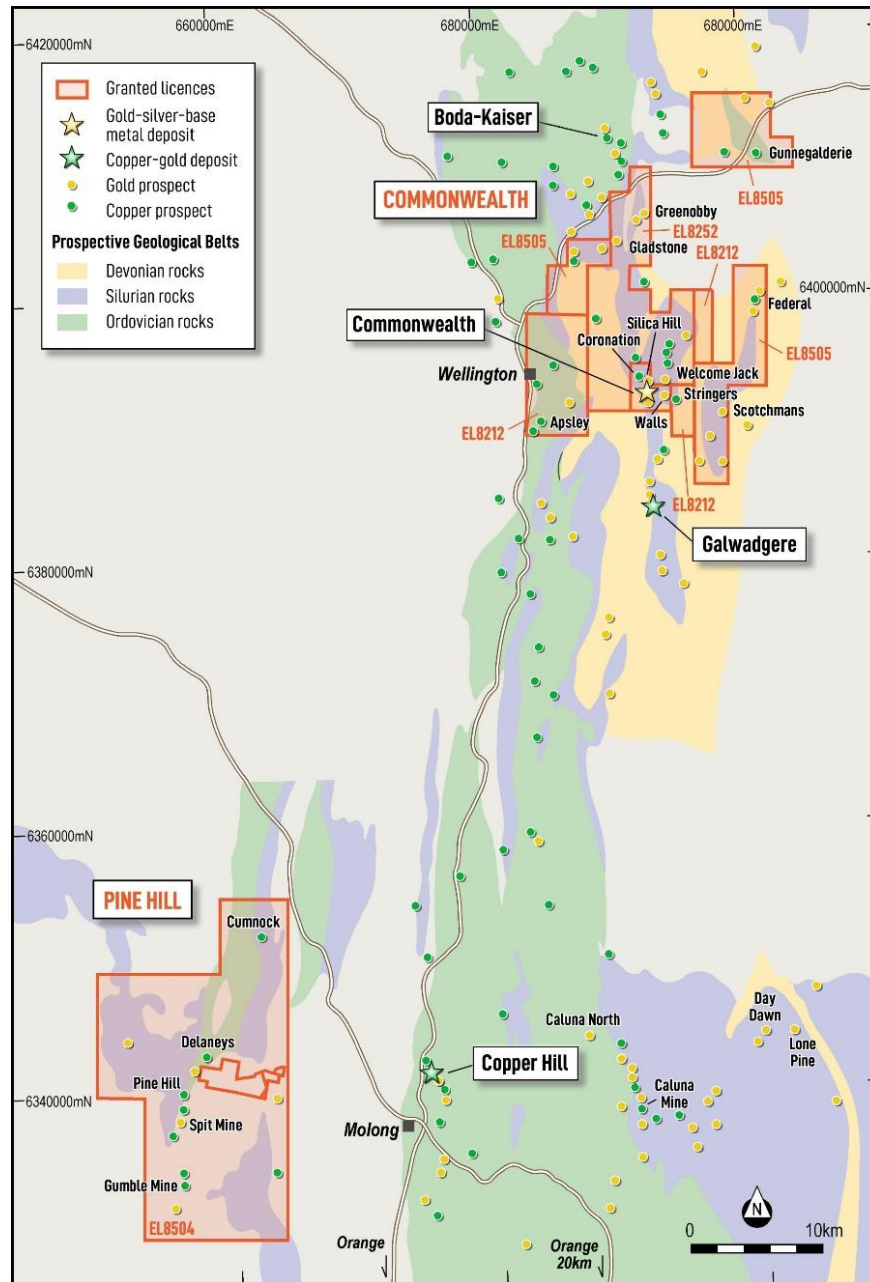 660000mE
680000mE
680000mE
6420000mN
Granted licences
Gold-silver-base
metal deposit
Copper-gold deposit
Gold prospect
Copper prospect
Prospective Geological Belts
Devonian rocks
Silurian rocks
Ordovician rocks
Boda-Kaiser
Gunnegalderie
EL8505
COMMONWEALTH
Greenobby
EL8252
Gladstone
EL8505
EL8212
6400000mN
Federal
Commonwealth
Silica Hill
Coronation
EL8505
Wellington
Welcome Jack
Stringers
Scotchmans
Walls
Apsley
EL8212
EL8212
Galwadgere
6380000mN
6360000mN
PINE HILL
Cumnock
Day
Dawn
Lone
Pine
Caluna North
Delaneys
Copper Hill
Pine Hill
Caluna
Mine
6340000mN
Spit Mine
Molong
Gumble Mine
EL8504
N
0
10km
Orange
Orange
20km